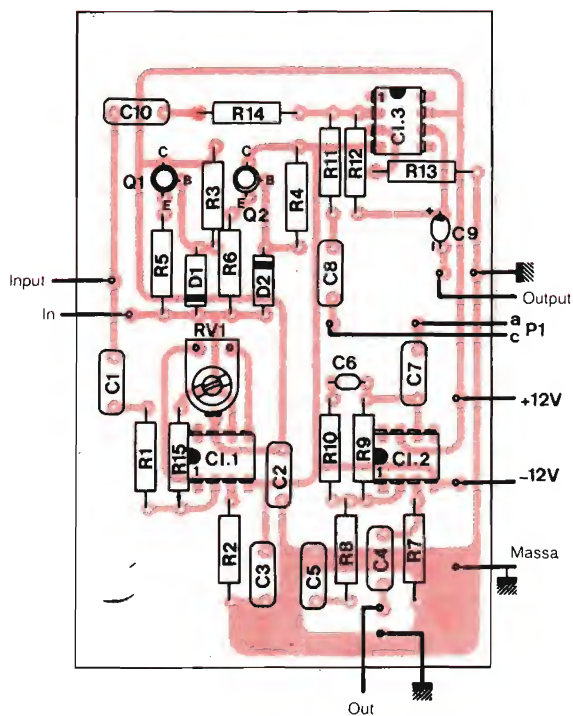 C10
R14
1
CI.3
C
C
Q1
B
B
E
E
Q2
R3
R4
R11
R12
R13
+
C9
R5
D1
R6
D2
C8
Input
Output
In
a
P1
c
RV1
C1
C6
C7
+12V
R1
R15
1
CI.1
C2
R10
R9
1
CI.2
-12V
R2
C3
C5
R8
C4
R7
Massa
Out